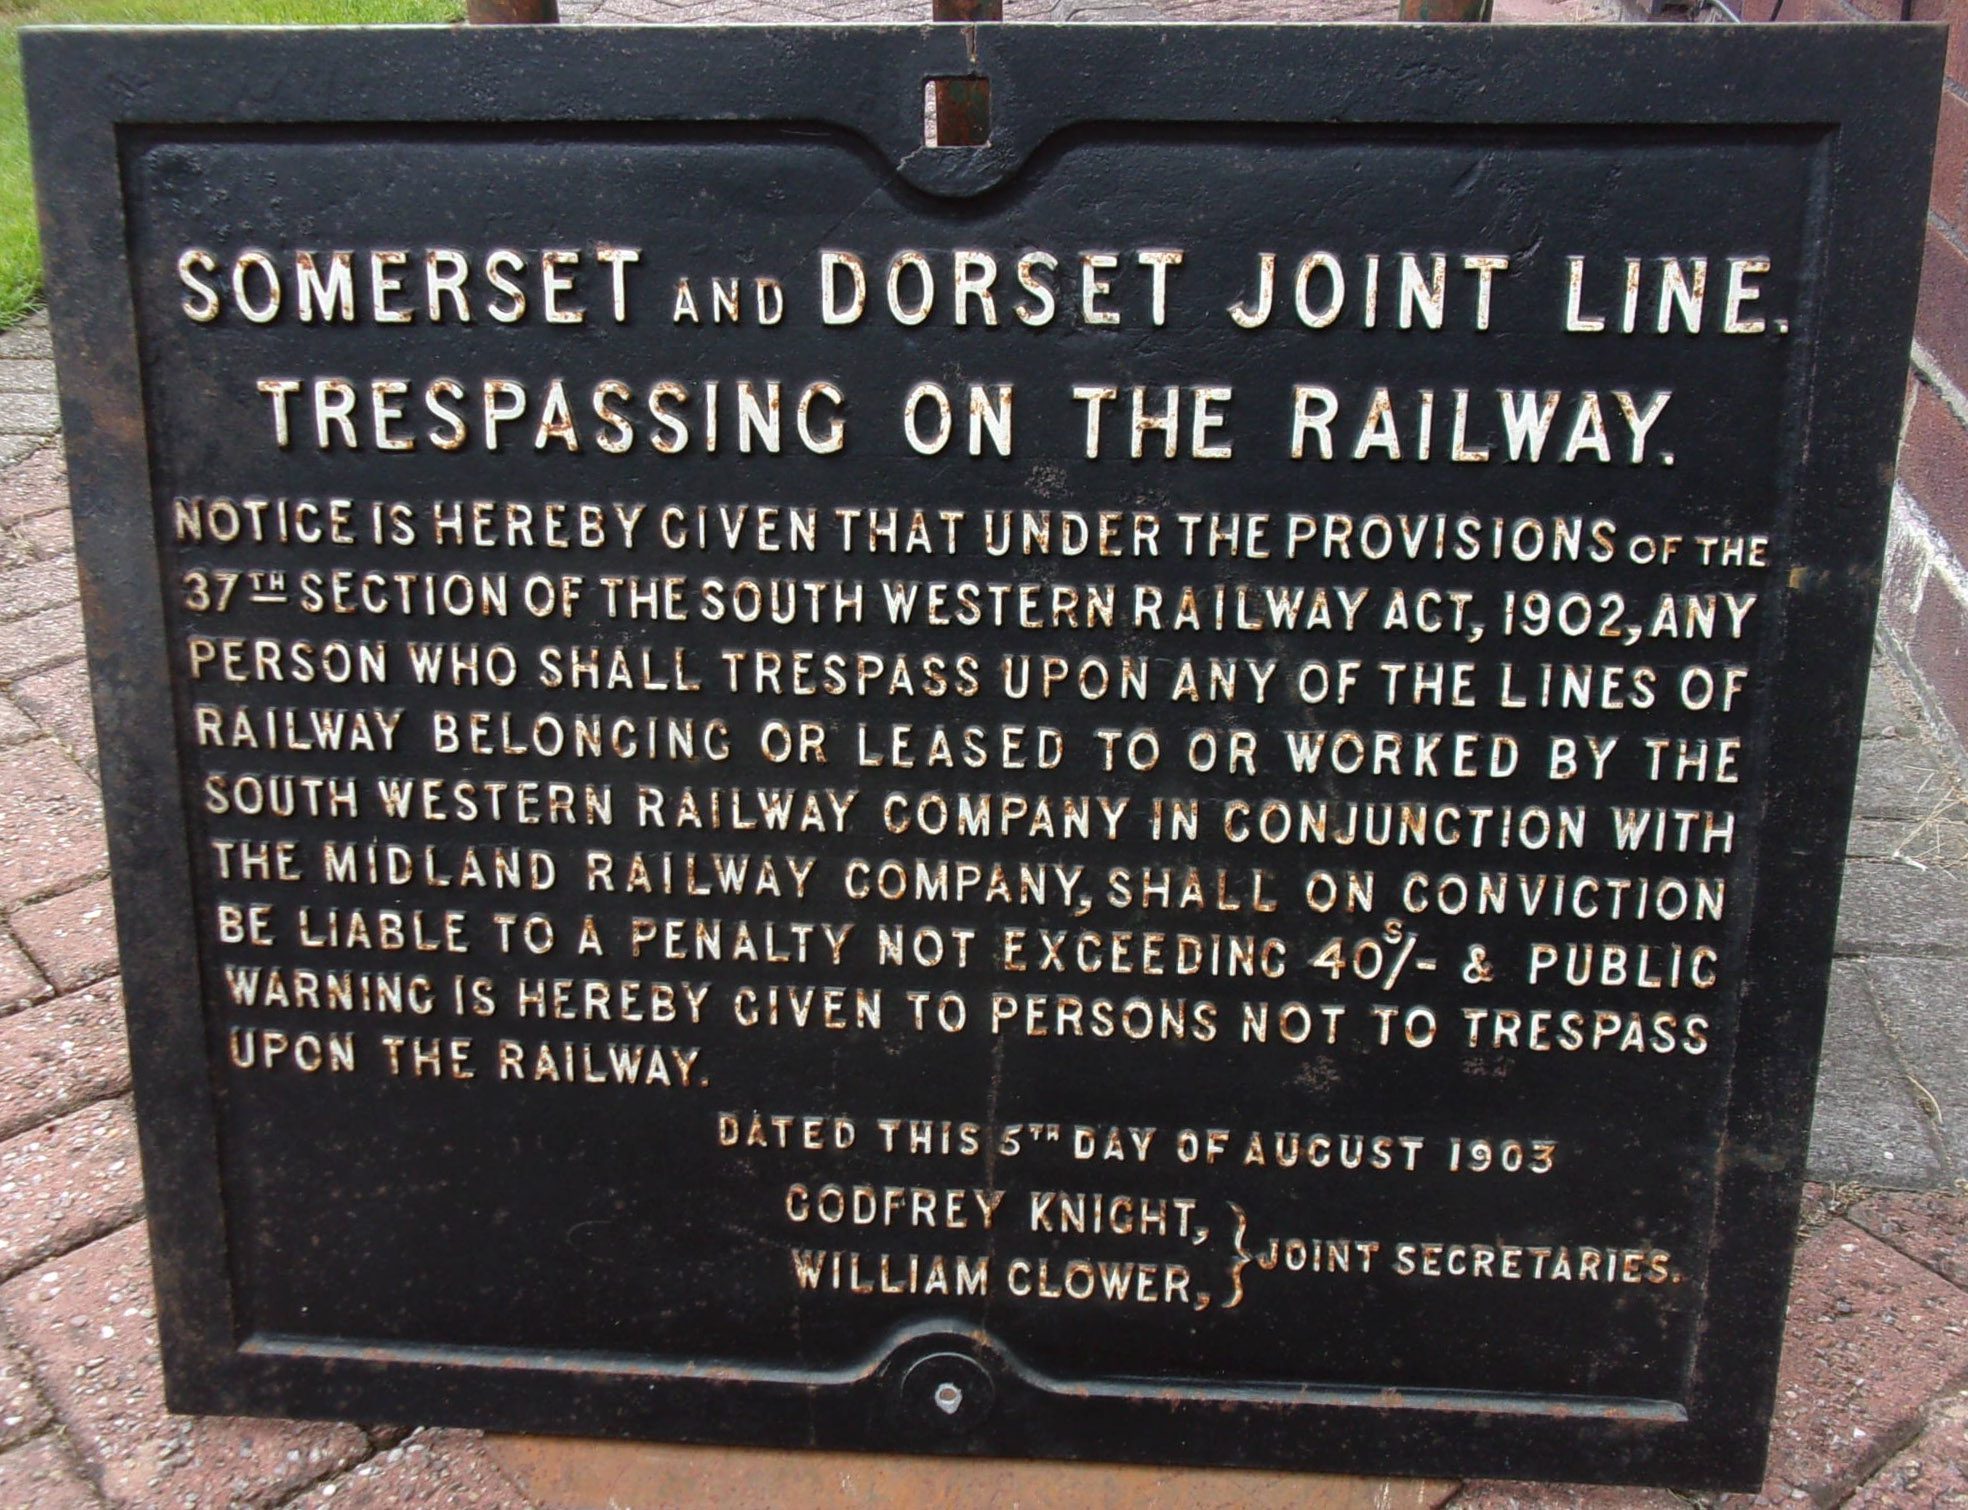 SOMERSET AND DORSET JOINT LINE.
TRESPASSING ON THE RAILWAY.
NOTICE IS HEREBY GIVEN THAT UNDER THE PROVISIONS OF THE
37TH SECTION OF THE SOUTH WESTERN RAILWAY ACT, 1902, ANY
PERSON WHO SHALL TRESPASS UPON ANY OF THE LINES OF
RAILWAY BELONGING OR LEASED TO OR WORKED BY THE
SOUTH WESTERN RAILWAY COMPANY IN CONJUNCTION WITH
THE MIDLAND RAILWAY COMPANY, SHALL ON CONVICTION
BE LIABLE TO A PENALTY NOT EXCEEDING 40S/- & PUBLIC
WARNING IS HEREBY GIVEN TO PERSONS NOT TO TRESPASS
UPON THE RAILWAY.
DATED THIS 5TH DAY OF AUGUST 1903
GODFREY KNIGHT,
WILLIAM CLOWER, } JOINT SECRETARIES.